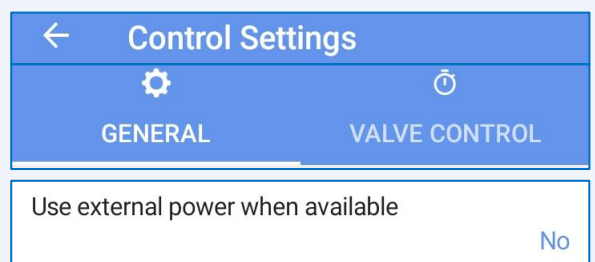 Control Settings
GENERAL VALVE CONTROL
Use external power when available
No